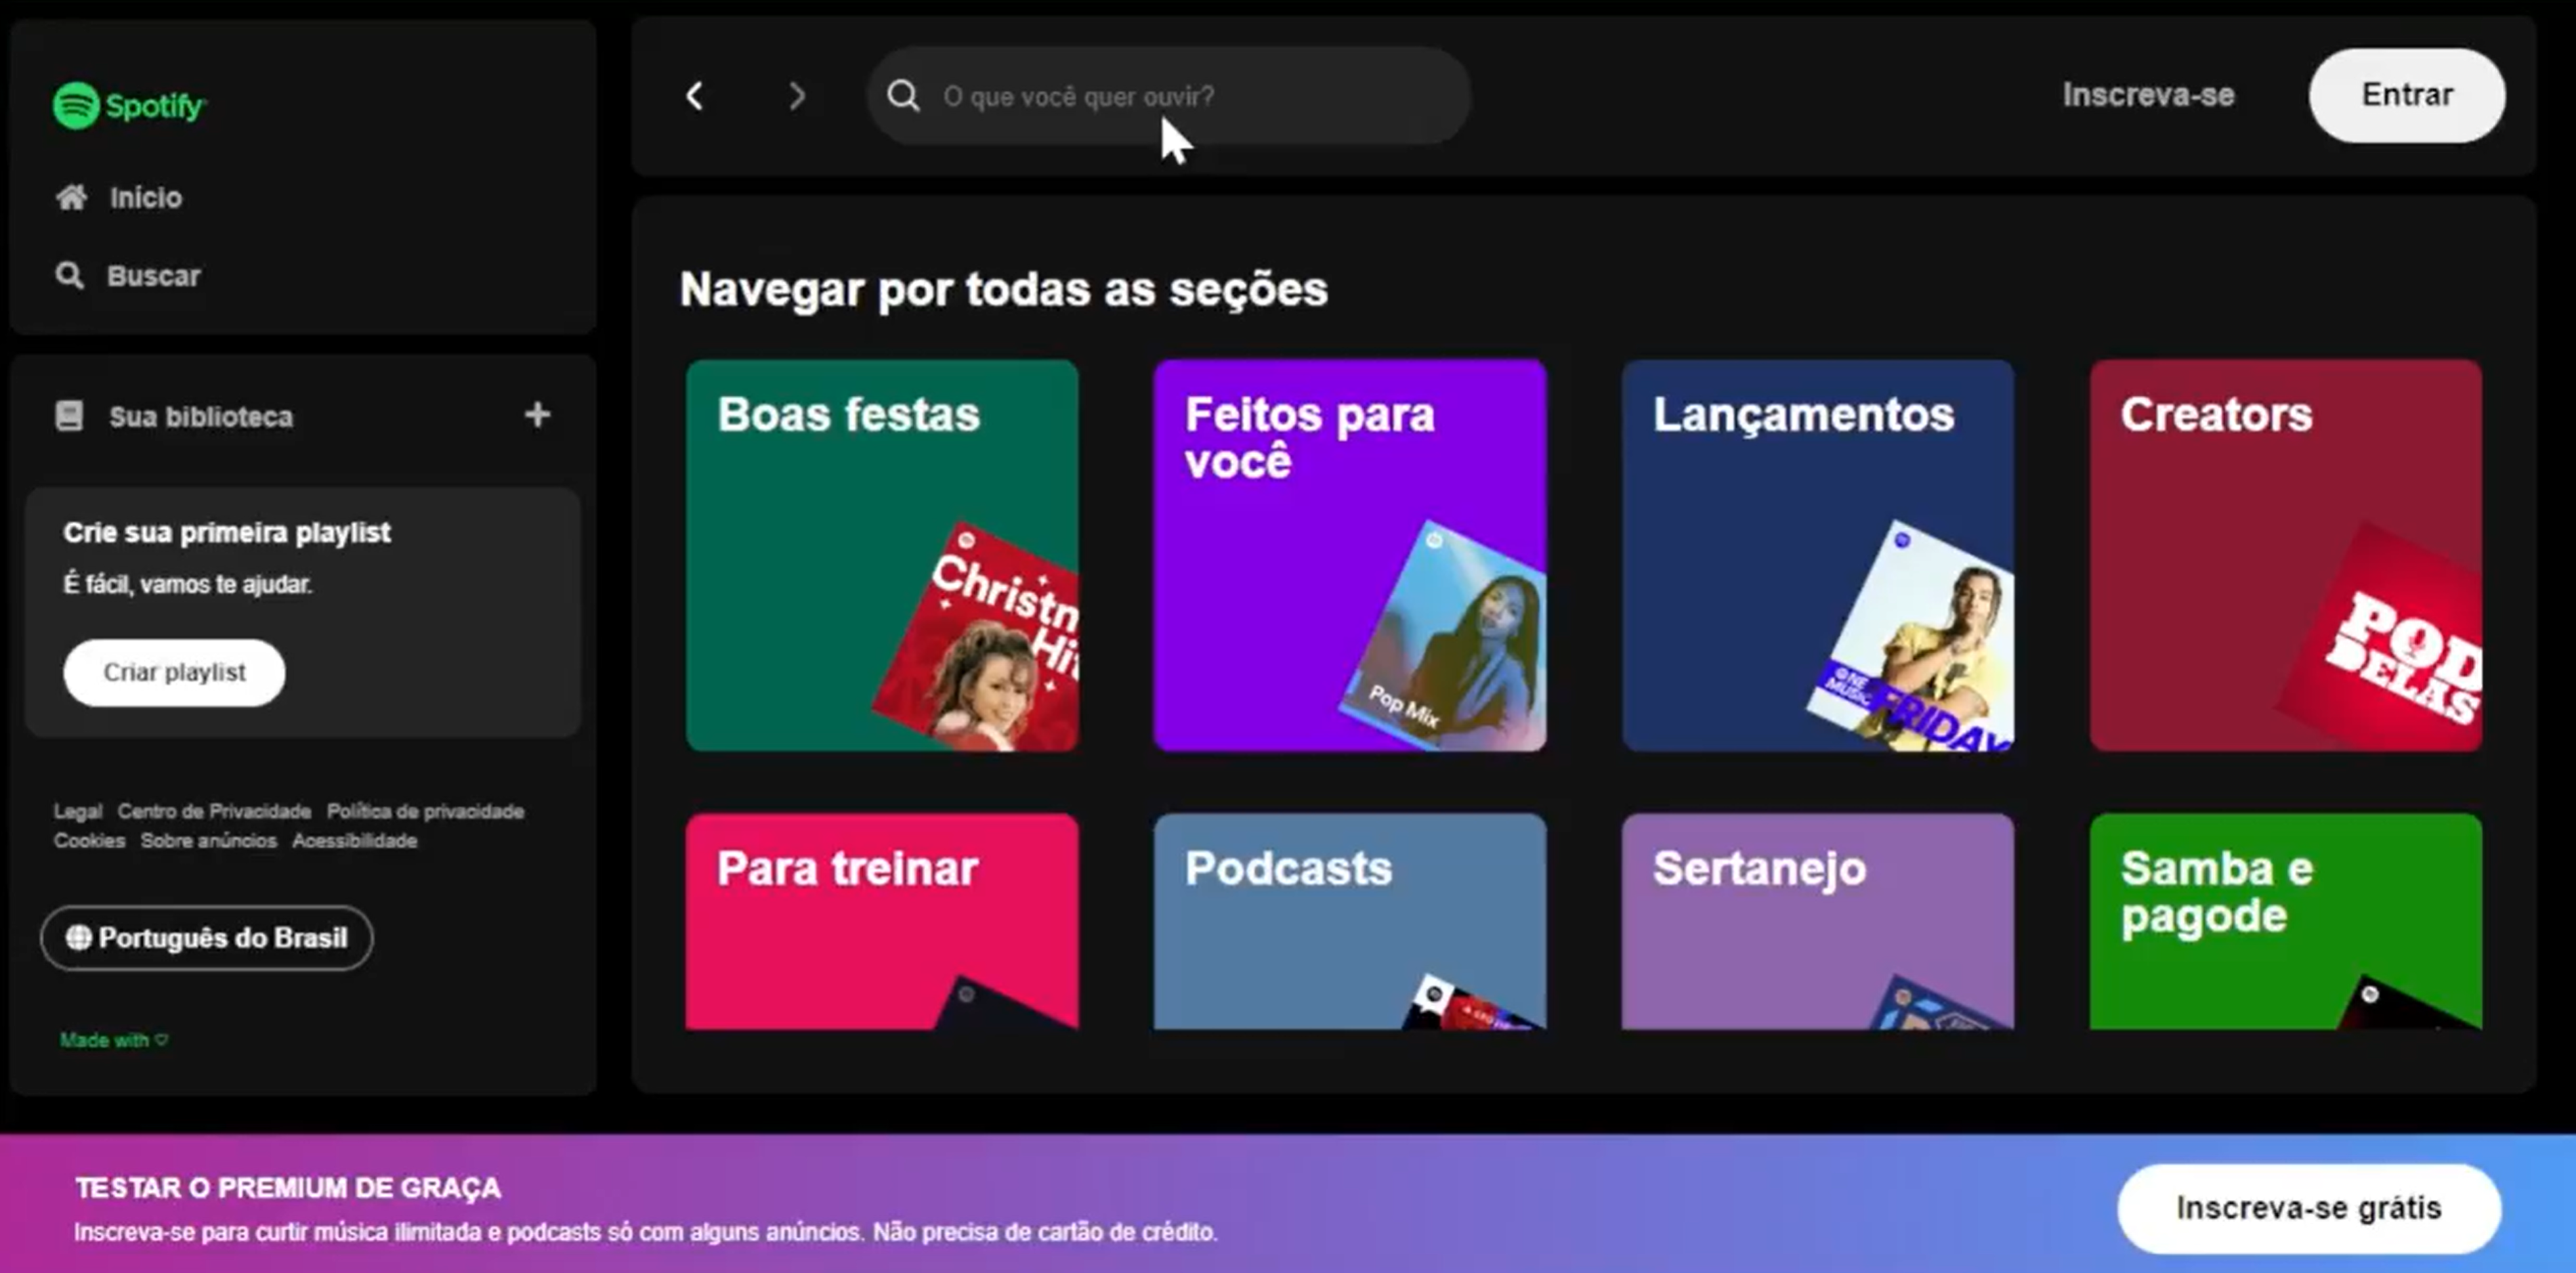 Spotify
Início
Buscar
Sua biblioteca
Crie sua primeira playlist
É fácil, vamos te ajudar.
Criar playlist
Legal Centro de Privacidade Política de privacidade
Cookies Sobre anúncios Acessibilidade
Português do Brasil
Made with ♡
O que você quer ouvir?
Inscreva-se
Entrar
Navegar por todas as seções
Boas festas
Christm
Hit
Feitos para
você
Pop Mix
Lançamentos
FRIDAY
Creators
POD
DELAS
Para treinar
Podcasts
Sertanejo
Samba e
pagode
TESTAR O PREMIUM DE GRAÇA
Inscreva-se para curtir música ilimitada e podcasts só com alguns anúncios. Não precisa de cartão de crédito.
Inscreva-se grátis